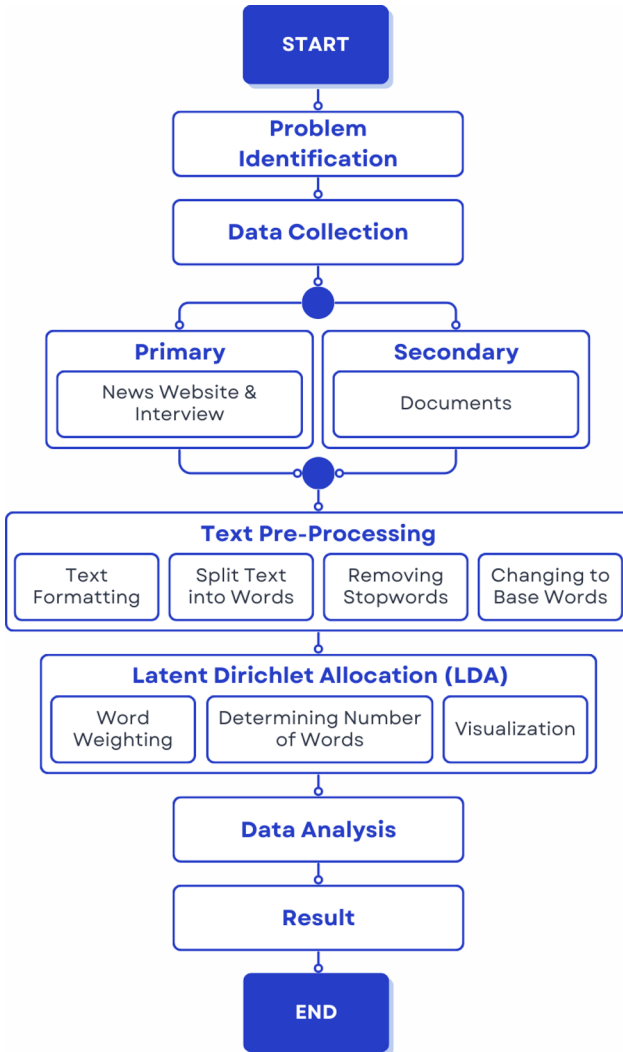 START
Problem
Identification
Data Collection
Primary
News Website &
Interview
Secondary
Documents
Text Pre-Processing
Text
Formatting
Split Text
into Words
Removing
Stopwords
Changing to
Base Words
Latent Dirichlet Allocation (LDA)
Word
Weighting
Determining Number
of Words
Visualization
Data Analysis
Result
END